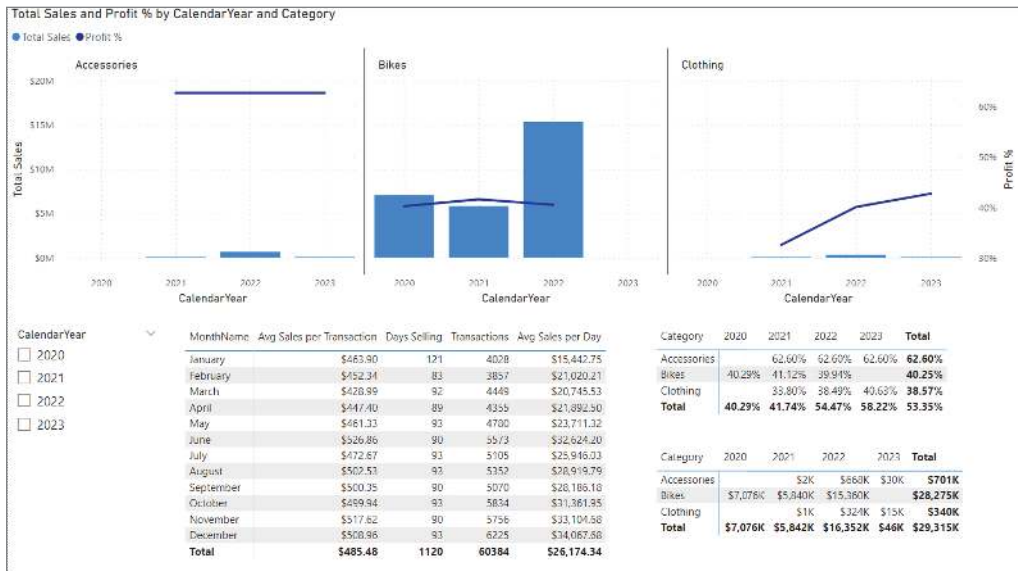 Total Sales and Profit % by CalendarYear and Category
Total Sales Profit %
Accessories Bikes Clothing
$20M
$15M
$10M
$5M
$0M
Total Sales
60%
50%
40%
30%
Profit %
2020 2021 2022 2023 2020 2021 2022 2023 2020 2021 2022 2023
CalendarYear CalendarYear CalendarYear
CalendarYear
2020
2021
2022
2023
MonthName Avg Sales per Transaction Days Selling Transactions Avg Sales per Day
January $463.90 121 4028 $15,442.75
February $452.34 83 3857 $21,020.21
March $428.99 92 4449 $20,745.53
April $447.40 89 4355 $21,892.50
May $461.33 93 4780 $23,711.32
June $526.86 90 5573 $32,624.20
July $472.67 93 5105 $25,946.03
August $502.53 93 5352 $28,919.79
September $500.35 90 5070 $28,186.18
October $499.94 93 5834 $31,361.95
November $517.62 90 5756 $33,104.58
December $508.96 93 6225 $34,067.68
Total $485.48 1120 60384 $26,174.34
Category 2020 2021 2022 2023 Total
Accessories 62.60% 62.60% 62.60% 62.60%
Bikes 40.29% 41.12% 39.94% 40.25%
Clothing 33.80% 38.49% 40.63% 38.57%
Total 40.29% 41.74% 54.47% 58.22% 53.35%
Category 2020 2021 2022 2023 Total
Accessories $2K $668K $30K $701K
Bikes $7,076K $5,840K $15,360K $28,275K
Clothing $1K $324K $15K $340K
Total $7,076K $5,842K $16,352K $46K $29,315K